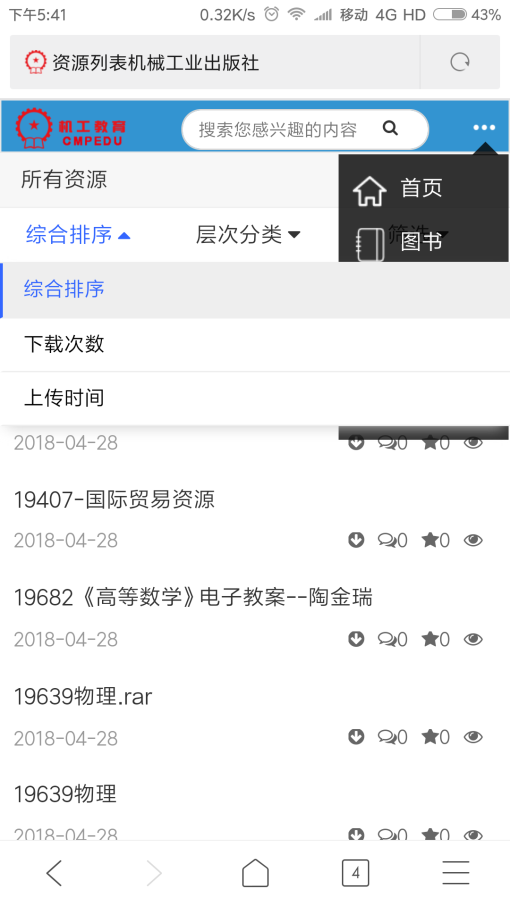 下午5:41 0.32K/s 移动 4G HD 43%
资源列表机械工业出版社
机工教育
CMPEDU
搜索您感兴趣的内容
所有资源
首页
综合排序 层次分类 筛选
图书
综合排序
下载次数
上传时间
2018-04-28 0 0
19407-国际贸易资源
2018-04-28 0 0
19682《高等数学》电子教案--陶金瑞
2018-04-28 0 0
19639物理.rar
2018-04-28 0 0
19639物理
2018-04-28 0 0
4